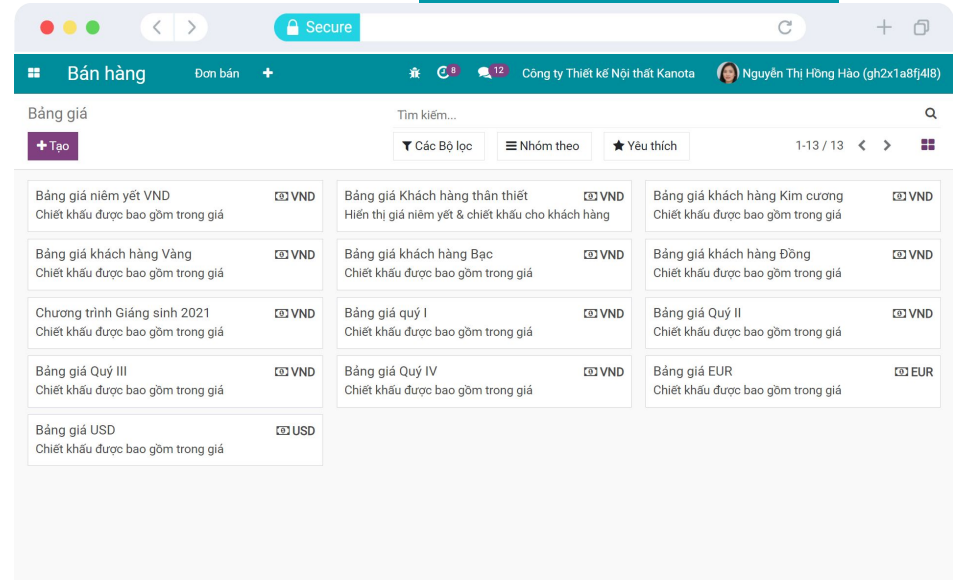 Secure
Bán hàng Đơn bán 8 12 Công ty Thiết kế Nội thất Kanota Nguyễn Thị Hồng Hào (gh2x1a8fj4l8)
Bảng giá Tìm kiếm...
Tạo Các Bộ lọc Nhóm theo Yêu thích 1-13 / 13
Bảng giá niêm yết VND VND
Chiết khấu được bao gồm trong giá
Bảng giá Khách hàng thân thiết VND
Hiển thị giá niêm yết & chiết khấu cho khách hàng
Bảng giá khách hàng Kim cương VND
Chiết khấu được bao gồm trong giá
Bảng giá khách hàng Vàng VND
Chiết khấu được bao gồm trong giá
Bảng giá khách hàng Bạc VND
Chiết khấu được bao gồm trong giá
Bảng giá khách hàng Đồng VND
Chiết khấu được bao gồm trong giá
Chương trình Giáng sinh 2021 VND
Chiết khấu được bao gồm trong giá
Bảng giá quý I VND
Chiết khấu được bao gồm trong giá
Bảng giá Quý II VND
Chiết khấu được bao gồm trong giá
Bảng giá Quý III VND
Chiết khấu được bao gồm trong giá
Bảng giá Quý IV VND
Chiết khấu được bao gồm trong giá
Bảng giá EUR EUR
Chiết khấu được bao gồm trong giá
Bảng giá USD USD
Chiết khấu được bao gồm trong giá